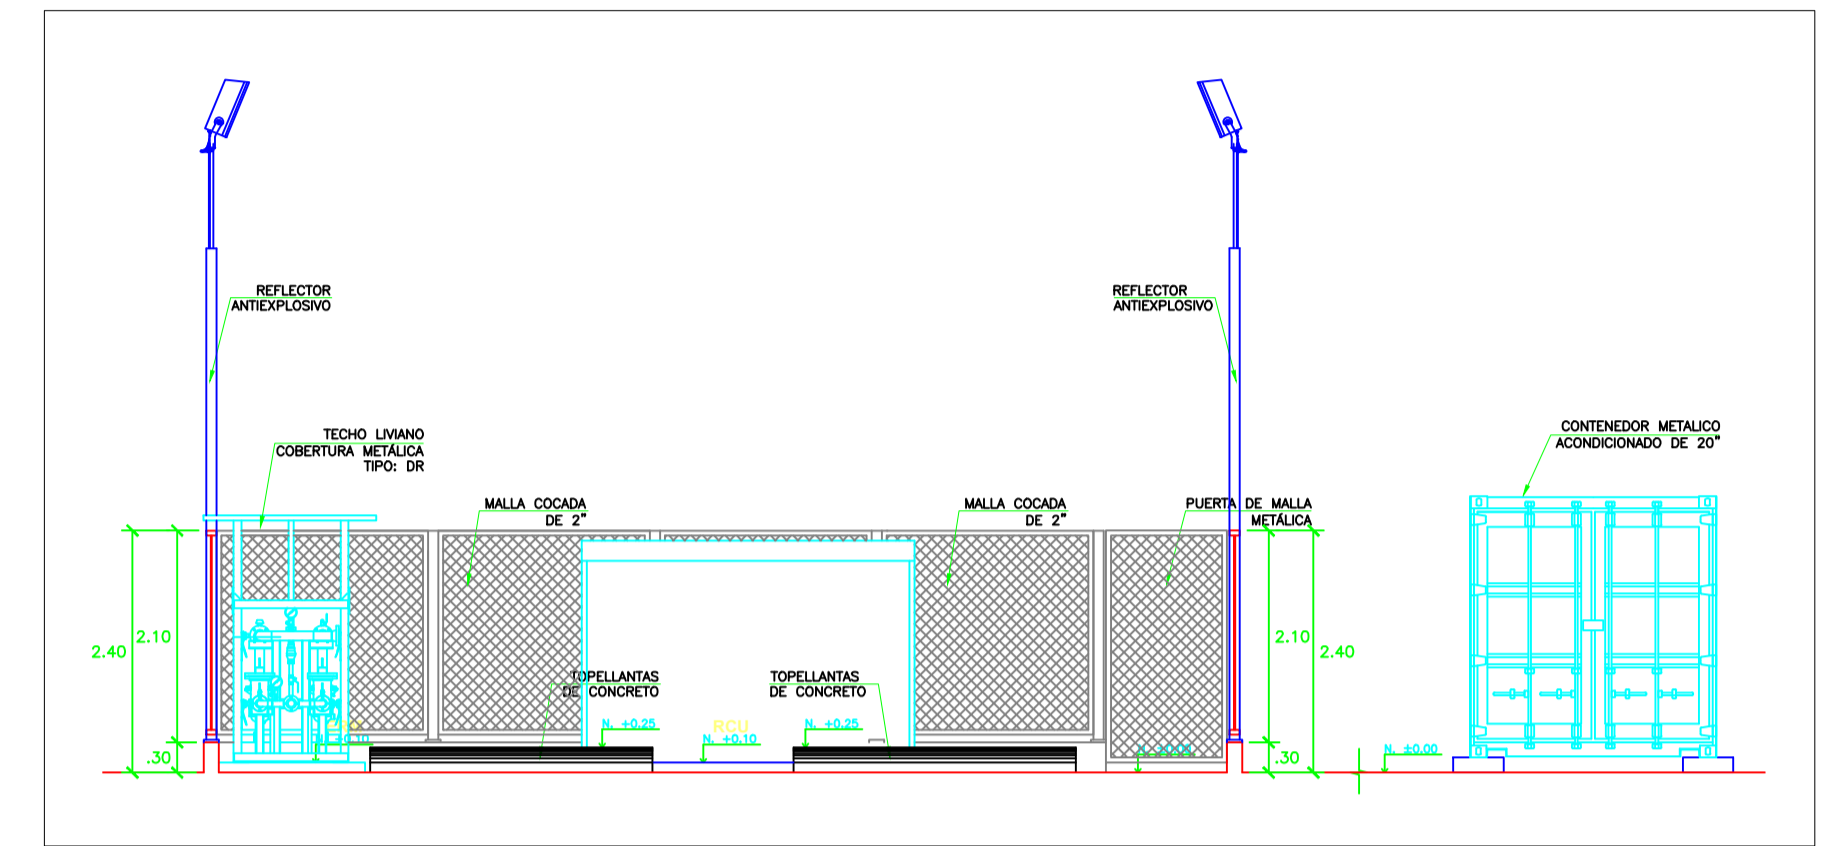 REFLECTOR
ANTIEXPLOSIVO
REFLECTOR
ANTIEXPLOSIVO
TECHO LIVIANO
COBERTURA METÁLICA
TIPO: DR
CONTENEDOR METALICO
ACONDICIONADO DE 20"
MALLA COCADA
DE 2"
MALLA COCADA
DE 2"
PUERTA DE MALLA
METÁLICA
2.40
2.10
2.10
2.40
TOPELLANTAS
DE CONCRETO
TOPELLANTAS
DE CONCRETO
N. +0.25
RCU
N. +0.25
N. +0.10
N. +0.10
N. ±0.00
N. ±0.00
.30
.30